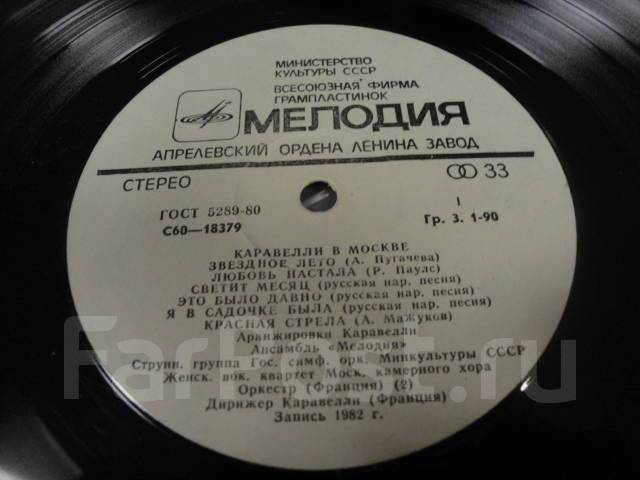 МИНИСТЕРСТВО
КУЛЬТУРЫ СССР
ВСЕСОЮЗНАЯ ФИРМА
ГРАМПЛАСТИНОК
МЕЛОДИЯ
АПРЕЛЕВСКИЙ ОРДЕНА ЛЕНИНА ЗАВОД
СТЕРЕО
33
ГОСТ 5289-80
I
С60—18379
Гр. 3. 1-90
КАРАВЕЛЛИ В МОСКВЕ
ЗВЕЗДНОЕ ЛЕТО (А. Пугачева)
ЛЮБОВЬ НАСТАЛА (Р. Паулс)
СВЕТИТ МЕСЯЦ (русская нар. песня)
ЭТО БЫЛО ДАВНО (русская нар. песня)
Я В САДОЧКЕ БЫЛА (русская нар. песня)
КРАСНАЯ СТРЕЛА (А. Мажуков)
Аранжировки Каравелли
Ансамбль «Мелодия»
Струнн. группа Гос. симф. орк. Минкультуры СССР
Женск. вок. квартет Моск. камерного хора
Оркестр (Франция) (2)
Дирижер Каравелли (Франция)
Запись 1982 г.
FarPost.ru